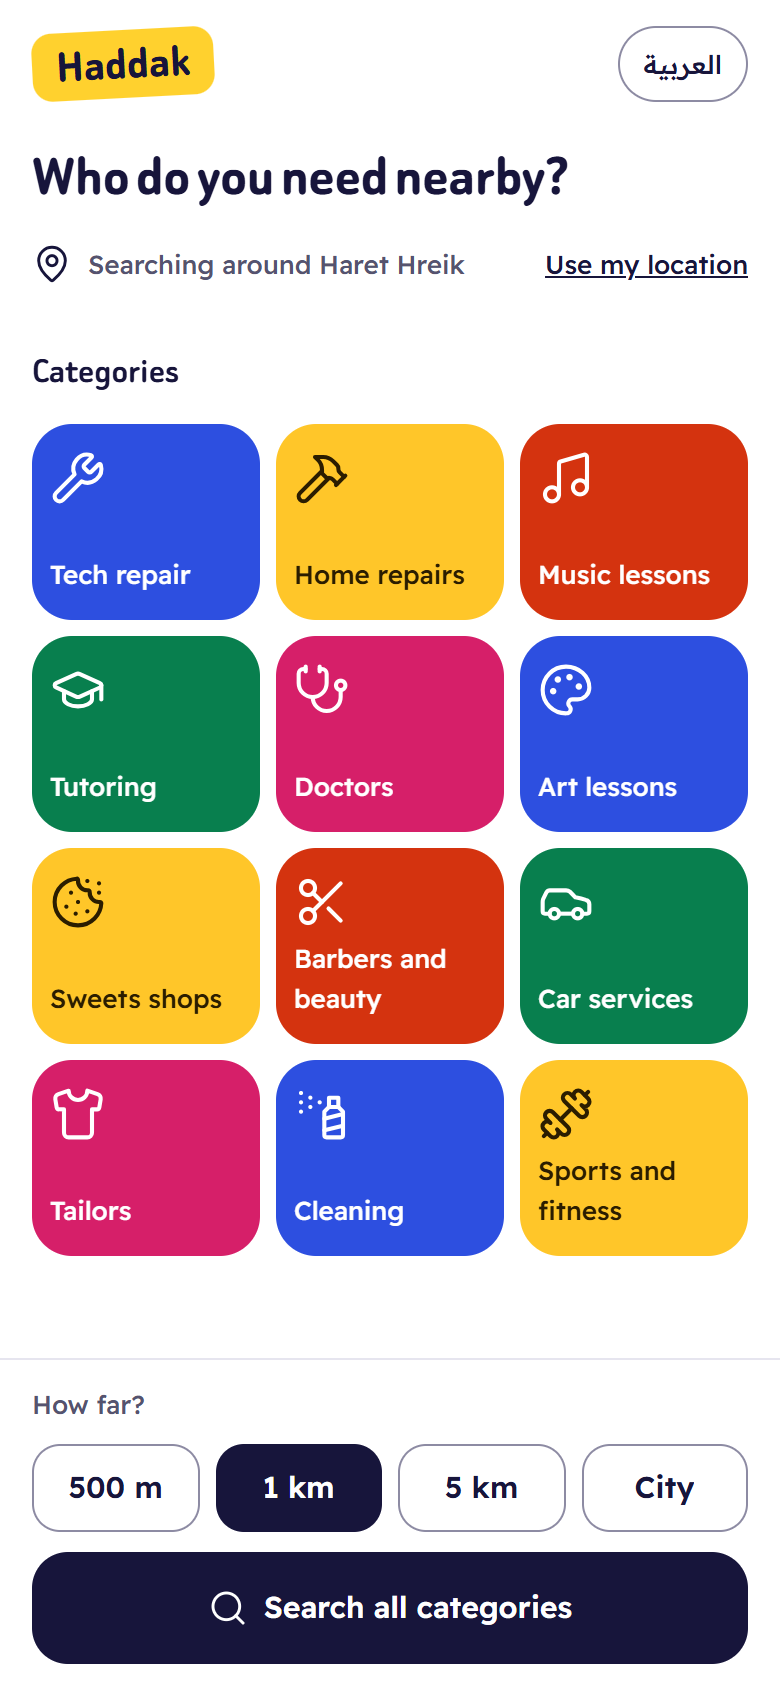 Haddak
العربية
Who do you need nearby?
Searching around Haret Hreik
Use my location
Categories
Tech repair
Home repairs
Music lessons
Tutoring
Doctors
Art lessons
Sweets shops
Barbers and
beauty
Car services
Tailors
Cleaning
Sports and
fitness
How far?
500 m
1 km
5 km
City
Search all categories